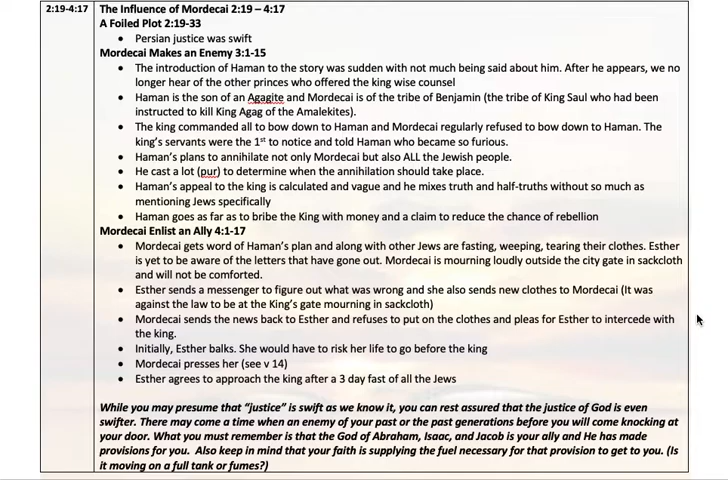 2:19-4:17
The Influence of Mordecai 2:19 – 4:17
A Foiled Plot 2:19-33
• Persian justice was swift
Mordecai Makes an Enemy 3:1-15
• The introduction of Haman to the story was sudden with not much being said about him. After he appears, we no
longer hear of the other princes who offered the king wise counsel
• Haman is the son of an Agagite and Mordecai is of the tribe of Benjamin (the tribe of King Saul who had been
instructed to kill King Agag of the Amalekites).
• The king commanded all to bow down to Haman and Mordecai regularly refused to bow down to Haman. The
king's servants were the 1st to notice and told Haman who became so furious.
• Haman's plans to annihilate not only Mordecai but also ALL the Jewish people.
• He cast a lot (pur) to determine when the annihilation should take place.
• Haman's appeal to the king is calculated and vague and he mixes truth and half-truths without so much as
mentioning Jews specifically
• Haman goes as far as to bribe the King with money and a claim to reduce the chance of rebellion
Mordecai Enlist an Ally 4:1-17
• Mordecai gets word of Haman's plan and along with other Jews are fasting, weeping, tearing their clothes. Esther
is yet to be aware of the letters that have gone out. Mordecai is mourning loudly outside the city gate in sackcloth
and will not be comforted.
• Esther sends a messenger to figure out what was wrong and she also sends new clothes to Mordecai (It was
against the law to be at the King's gate mourning in sackcloth)
• Mordecai sends the news back to Esther and refuses to put on the clothes and pleas for Esther to intercede with
the king.
• Initially, Esther balks. She would have to risk her life to go before the king
• Mordecai presses her (see v 14)
• Esther agrees to approach the king after a 3 day fast of all the Jews
While you may presume that "justice" is swift as we know it, you can rest assured that the justice of God is even
swifter. There may come a time when an enemy of your past or the past generations before you will come knocking at
your door. What you must remember is that the God of Abraham, Isaac, and Jacob is your ally and He has made
provisions for you. Also keep in mind that your faith is supplying the fuel necessary for that provision to get to you. (Is
it moving on a full tank or fumes?)